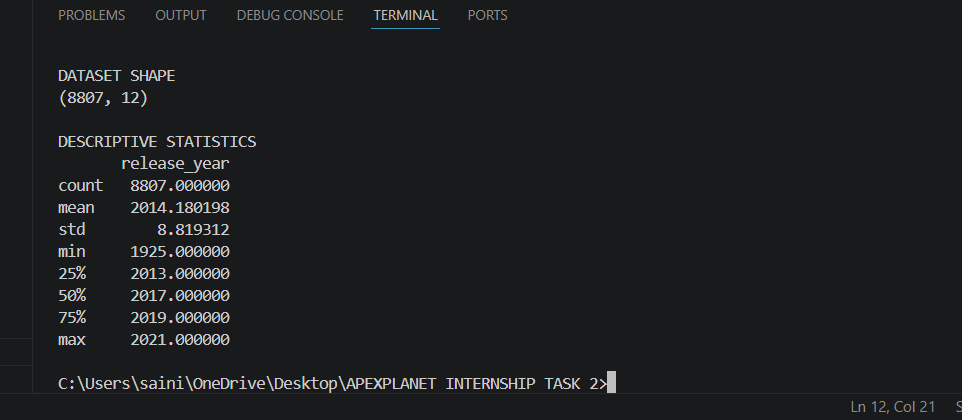 PROBLEMS OUTPUT DEBUG CONSOLE TERMINAL PORTS
DATASET SHAPE
(8807, 12)
DESCRIPTIVE STATISTICS
release_year
count 8807.000000
mean 2014.180198
std 8.819312
min 1925.000000
25% 2013.000000
50% 2017.000000
75% 2019.000000
max 2021.000000
C:\Users\saini\OneDrive\Desktop\APEXPLANET INTERNSHIP TASK 2>
Ln 12, Col 21